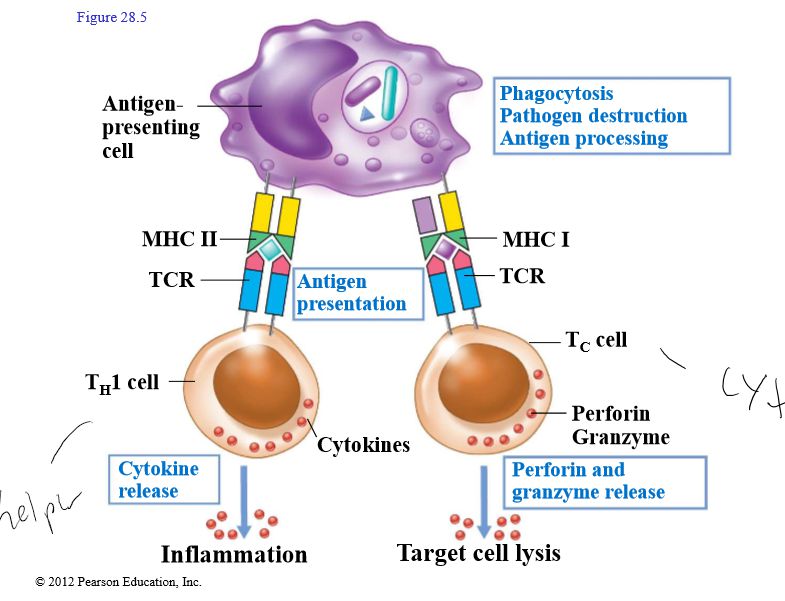 Figure 28.5
Antigen-
presenting
cell
Phagocytosis
Pathogen destruction
Antigen processing
MHC II
MHC I
TCR
TCR
Antigen
presentation
TC cell
TH1 cell
Cyt
Perforin
Granzyme
Cytokines
Cytokine
release
Perforin and
granzyme release
helper
Inflammation
Target cell lysis
© 2012 Pearson Education, Inc.